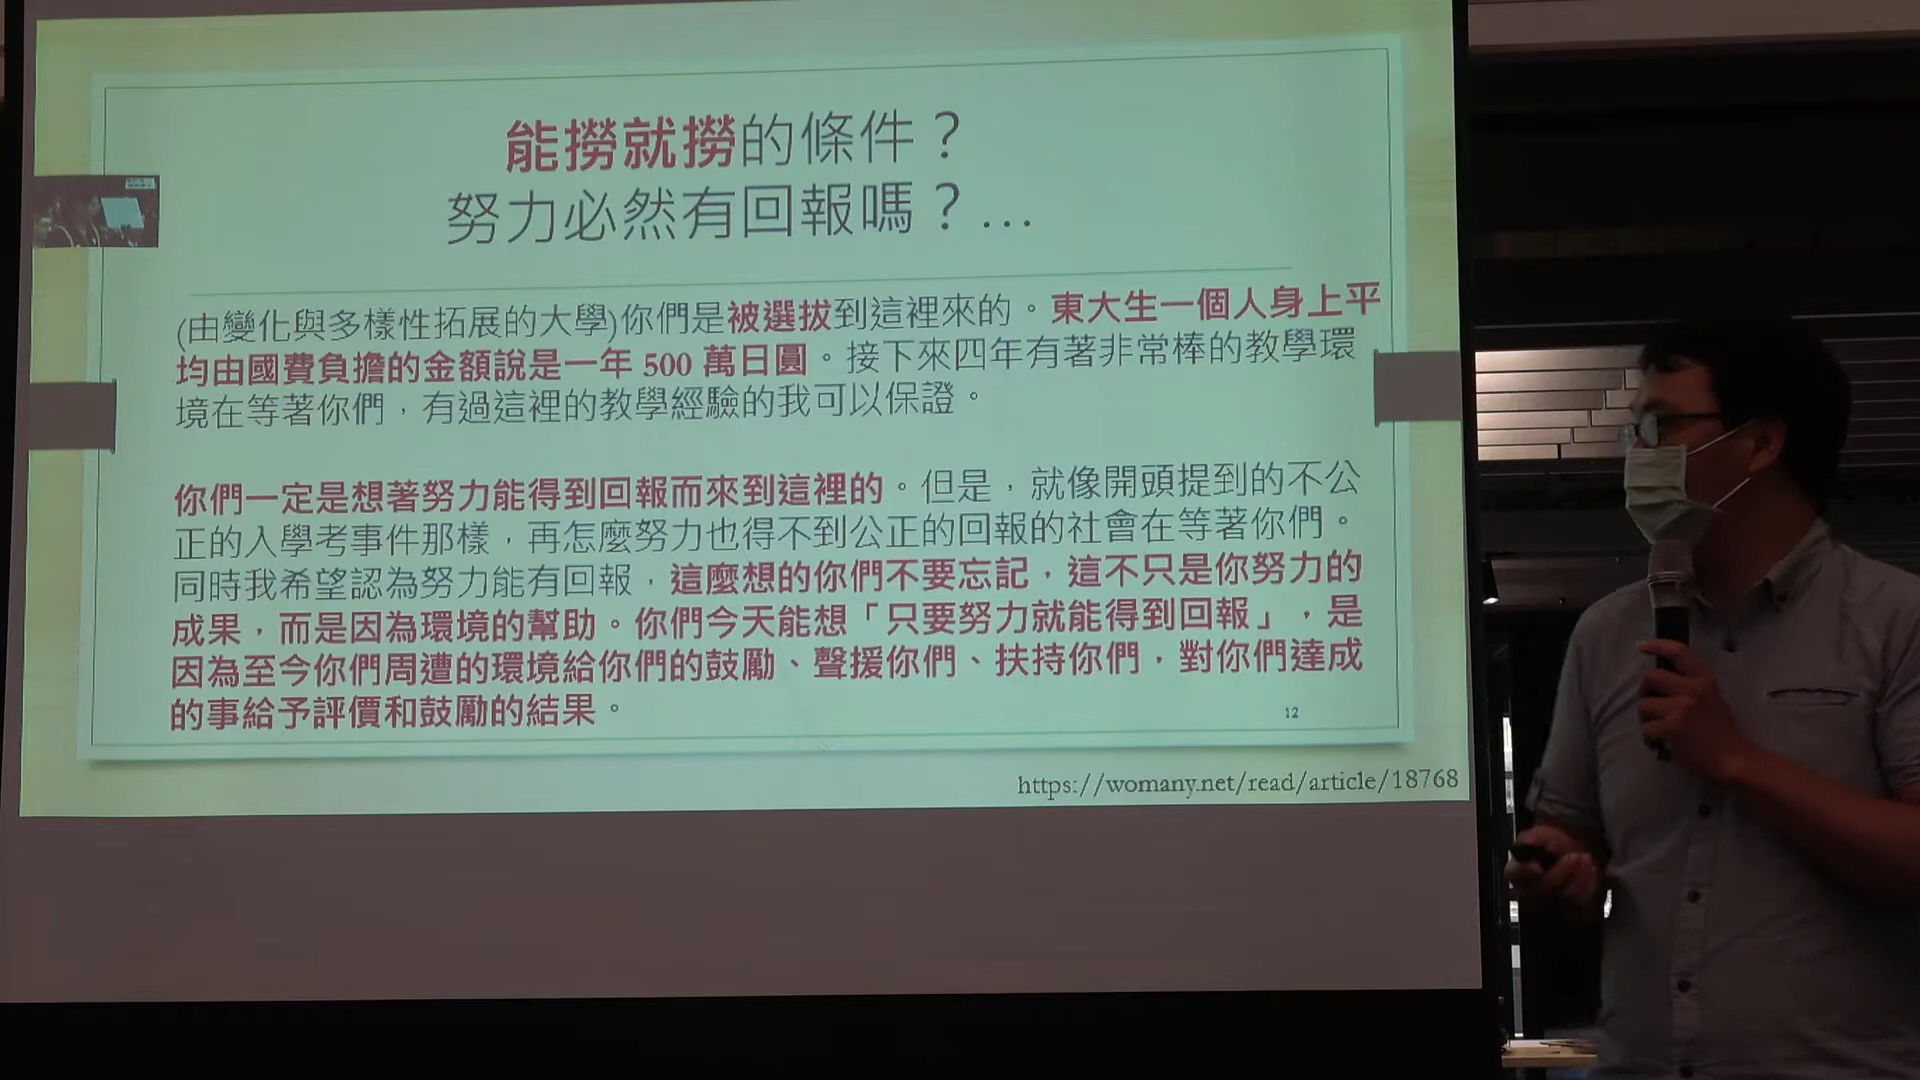 能撈就撈的條件？
努力必然有回報嗎？...
(由變化與多樣性拓展的大學)你們是被選拔到這裡來的。東大生一個人身上平
均由國費負擔的金額說是一年 500 萬日圓。接下來四年有著非常棒的教學環
境在等著你們，有過這裡的教學經驗的我可以保證。
你們一定是想著努力能得到回報而來到這裡的。但是，就像開頭提到的不公
正的入學考事件那樣，再怎麼努力也得不到公正的回報的社會在等著你們。
同時我希望認為努力能有回報，這麼想的你們不要忘記，這不只是你努力的
成果，而是因為環境的幫助。你們今天能想「只要努力就能得到回報」，是
因為至今你們周遭的環境給你們的鼓勵、聲援你們、扶持你們，對你們達成
的事給予評價和鼓勵的結果。
12
https://womany.net/read/article/18768